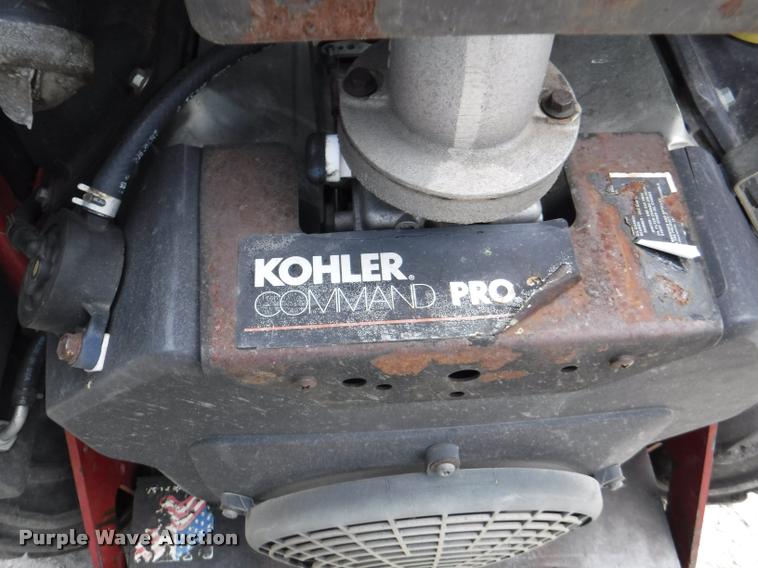 KOHLER.
COMMAND PRO
Purple Wave Auction